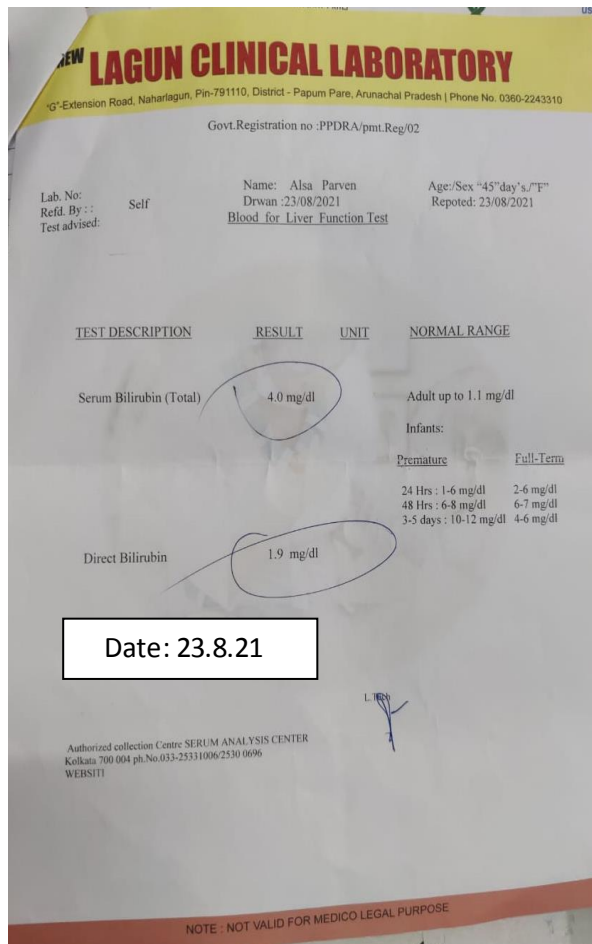 NEW LAGUN CLINICAL LABORATORY
"G"-Extension Road, Naharlagun, Pin-791110, District - Papum Pare, Arunachal Pradesh | Phone No. 0360-2243310
Govt.Registration no :PPDRA/pmt.Reg/02
Lab. No: Name: Alsa Parven Age:/Sex "45"day's./"F"
Refd. By : : Self Drwan :23/08/2021 Repoted: 23/08/2021
Test advised: Blood for Liver Function Test
TEST DESCRIPTION RESULT UNIT NORMAL RANGE
Serum Bilirubin (Total) 4.0 mg/dl Adult up to 1.1 mg/dl
Infants:
Premature Full-Term
24 Hrs : 1-6 mg/dl 2-6 mg/dl
48 Hrs : 6-8 mg/dl 6-7 mg/dl
3-5 days : 10-12 mg/dl 4-6 mg/dl
Direct Bilirubin 1.9 mg/dl
Date: 23.8.21
Authorized collection Centre SERUM ANALYSIS CENTER
Kolkata 700 004 ph.No.033-25331006/2530 0696
WEBSITI
NOTE : NOT VALID FOR MEDICO LEGAL PURPOSE